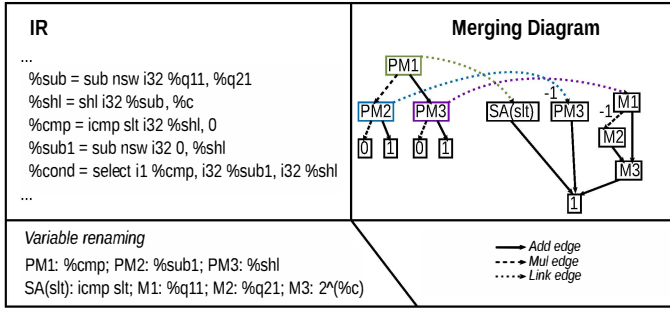 IR
...
%sub = sub nsw i32 %q11, %q21
%shl = shl i32 %sub, %c
%cmp = icmp slt i32 %shl, 0
%sub1 = sub nsw i32 0, %shl
%cond = select i1 %cmp, i32 %sub1, i32 %shl
...
Merging Diagram
PM1
PM2 PM3 SA(slt) -1 PM3 -1 M1
M2
0 1 0 1
M3
1
Variable renaming
PM1: %cmp; PM2: %sub1; PM3: %shl
SA(slt): icmp slt; M1: %q11; M2: %q21; M3: 2^(%c)
Add edge
Mul edge
Link edge